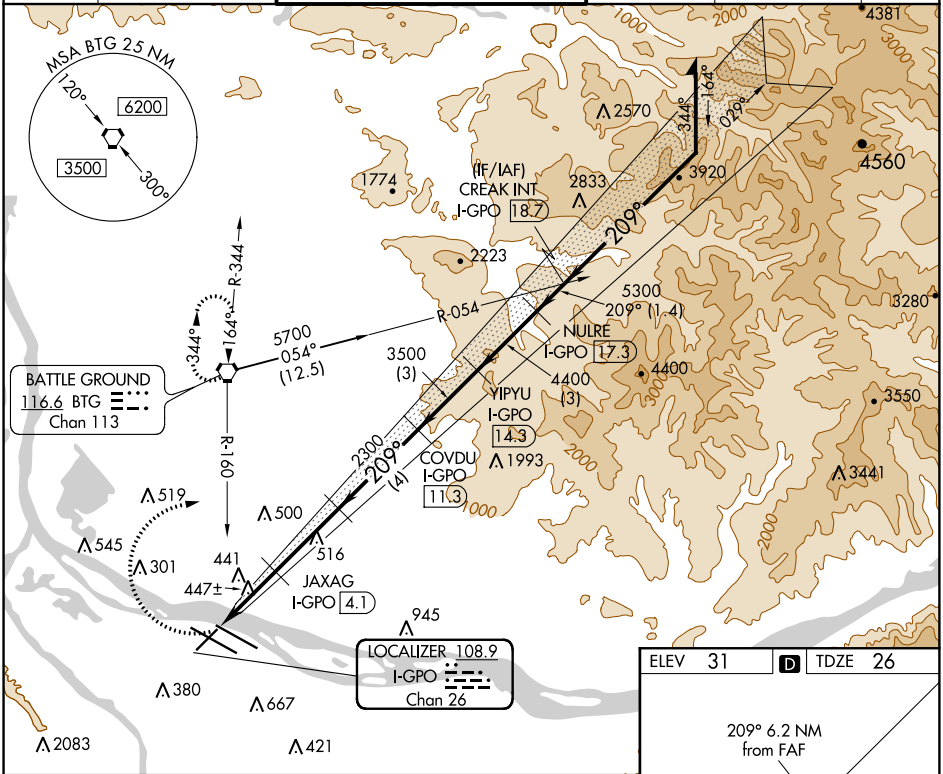 MSA BTG 25 NM
120°
6200
3500
300°
1000
2000
4381
3000
2570
344°
164°
029°
4560
(IF/IAF)
CREAK INT
I-GPO 18.7
2833
3920
1774
209°
2223
R-344
R-054
5300
209° (1.4)
3280
344°
164°
5700
054°
(12.5)
NULRE
I-GPO 17.3
3500
(3)
4400
(3)
4400
3000
3550
BATTLE GROUND
116.6 BTG
Chan 113
YIPYU
I-GPO
14.3
R-160
2300
209°
(4)
COVDU
I-GPO
11.3
1993
2000
3441
1000
2000
519
500
545
301
516
441
447±
JAXAG
I-GPO 4.1
945
LOCALIZER 108.9
I-GPO
Chan 26
380
667
421
2083
ELEV 31 D TDZE 26
209° 6.2 NM
from FAF